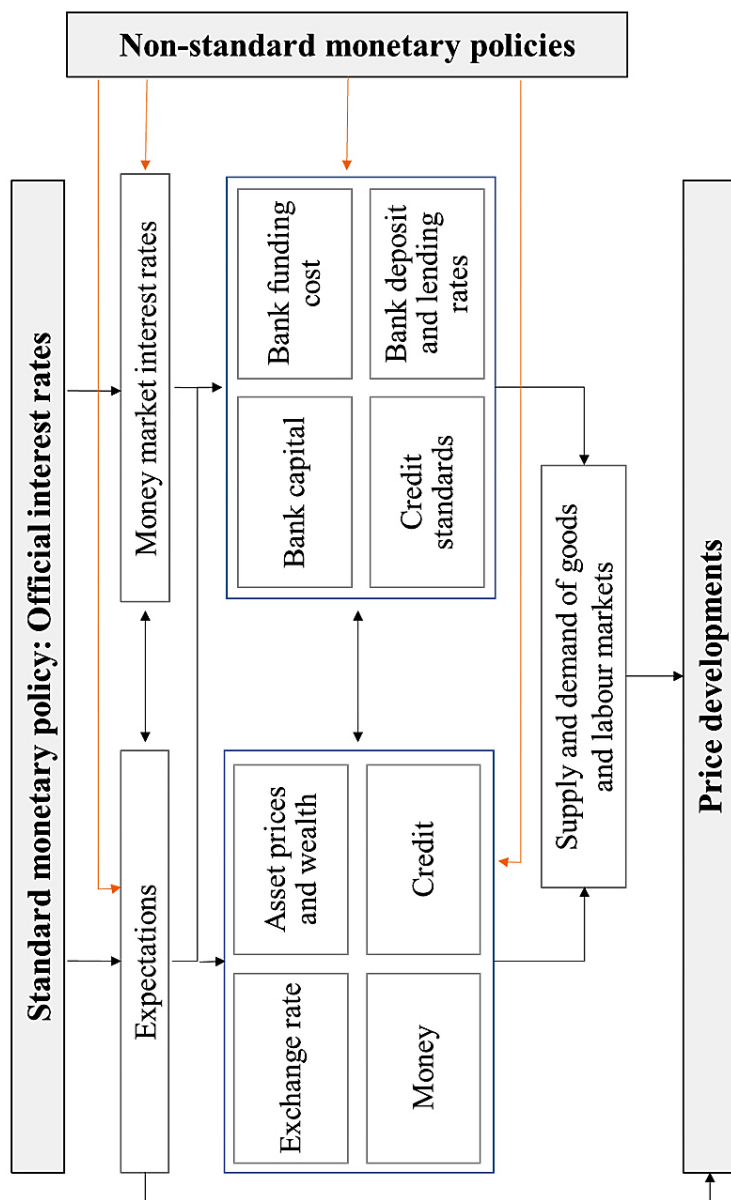 Non-standard monetary policies
Standard monetary policy: Official interest rates
Expectations
Money market interest rates
Exchange rate
Asset prices
and wealth
Money
Credit
Bank capital
Bank funding
cost
Credit
standards
Bank deposit
and lending
rates
Supply and demand of goods
and labour markets
Price developments